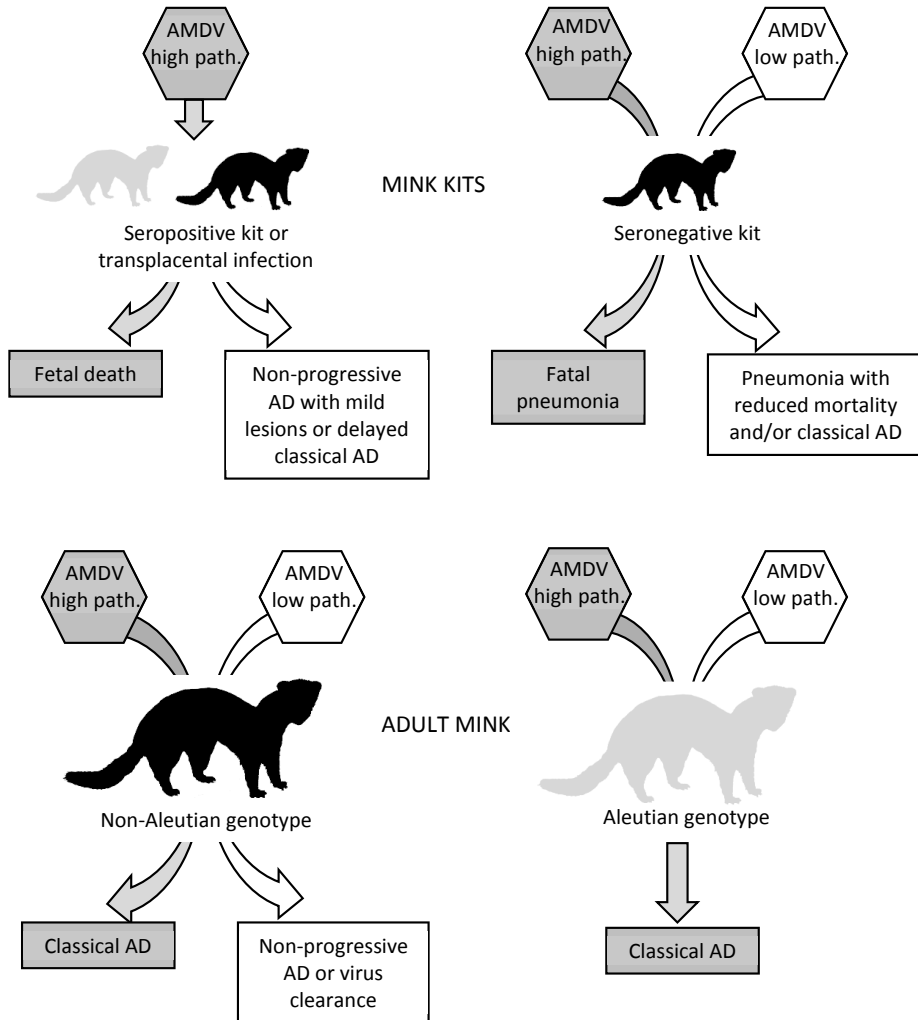 AMDV
high path.
AMDV
high path.
AMDV
low path.
MINK KITS
Seropositive kit or
transplacental infection
Seronegative kit
Fetal death
Non-progressive
AD with mild
lesions or delayed
classical AD
Fatal
pneumonia
Pneumonia with
reduced mortality
and/or classical AD
AMDV
high path.
AMDV
low path.
AMDV
high path.
AMDV
low path.
ADULT MINK
Non-Aleutian genotype
Aleutian genotype
Classical AD
Non-progressive
AD or virus
clearance
Classical AD